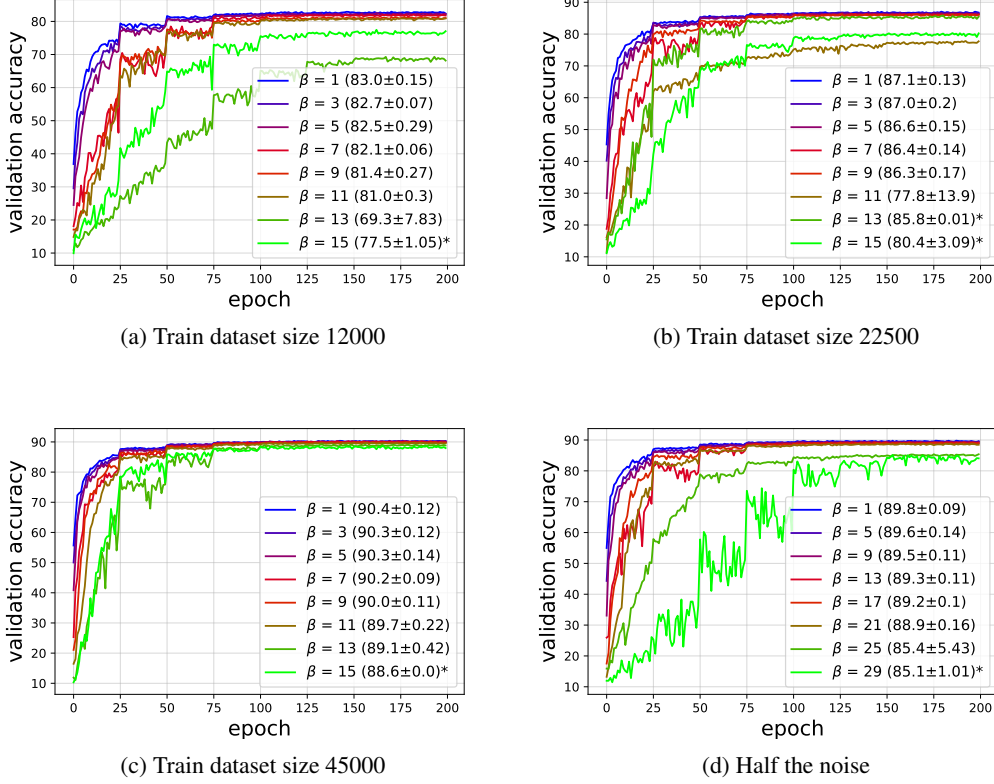 validation accuracy
80
70
60
50
40
30
20
10
β = 1 (83.0±0.15)
β = 3 (82.7±0.07)
β = 5 (82.5±0.29)
β = 7 (82.1±0.06)
β = 9 (81.4±0.27)
β = 11 (81.0±0.3)
β = 13 (69.3±7.83)
β = 15 (77.5±1.05)*
0 25 50 75 100 125 150 175 200
epoch
(a) Train dataset size 12000
validation accuracy
80
70
60
50
40
30
20
10
β = 1 (87.1±0.13)
β = 3 (87.0±0.2)
β = 5 (86.6±0.15)
β = 7 (86.4±0.14)
β = 9 (86.3±0.17)
β = 11 (77.8±13.9)
β = 13 (85.8±0.01)*
β = 15 (80.4±3.09)*
0 25 50 75 100 125 150 175 200
epoch
(b) Train dataset size 22500
validation accuracy
90
80
70
60
50
40
30
20
10
β = 1 (90.4±0.12)
β = 3 (90.3±0.12)
β = 5 (90.3±0.14)
β = 7 (90.2±0.09)
β = 9 (90.0±0.11)
β = 11 (89.7±0.22)
β = 13 (89.1±0.42)
β = 15 (88.6±0.0)*
0 25 50 75 100 125 150 175 200
epoch
(c) Train dataset size 45000
validation accuracy
90
80
70
60
50
40
30
20
10
β = 1 (89.8±0.09)
β = 5 (89.6±0.14)
β = 9 (89.5±0.11)
β = 13 (89.3±0.11)
β = 17 (89.2±0.1)
β = 21 (88.9±0.16)
β = 25 (85.4±5.43)
β = 29 (85.1±1.01)*
0 25 50 75 100 125 150 175 200
epoch
(d) Half the noise